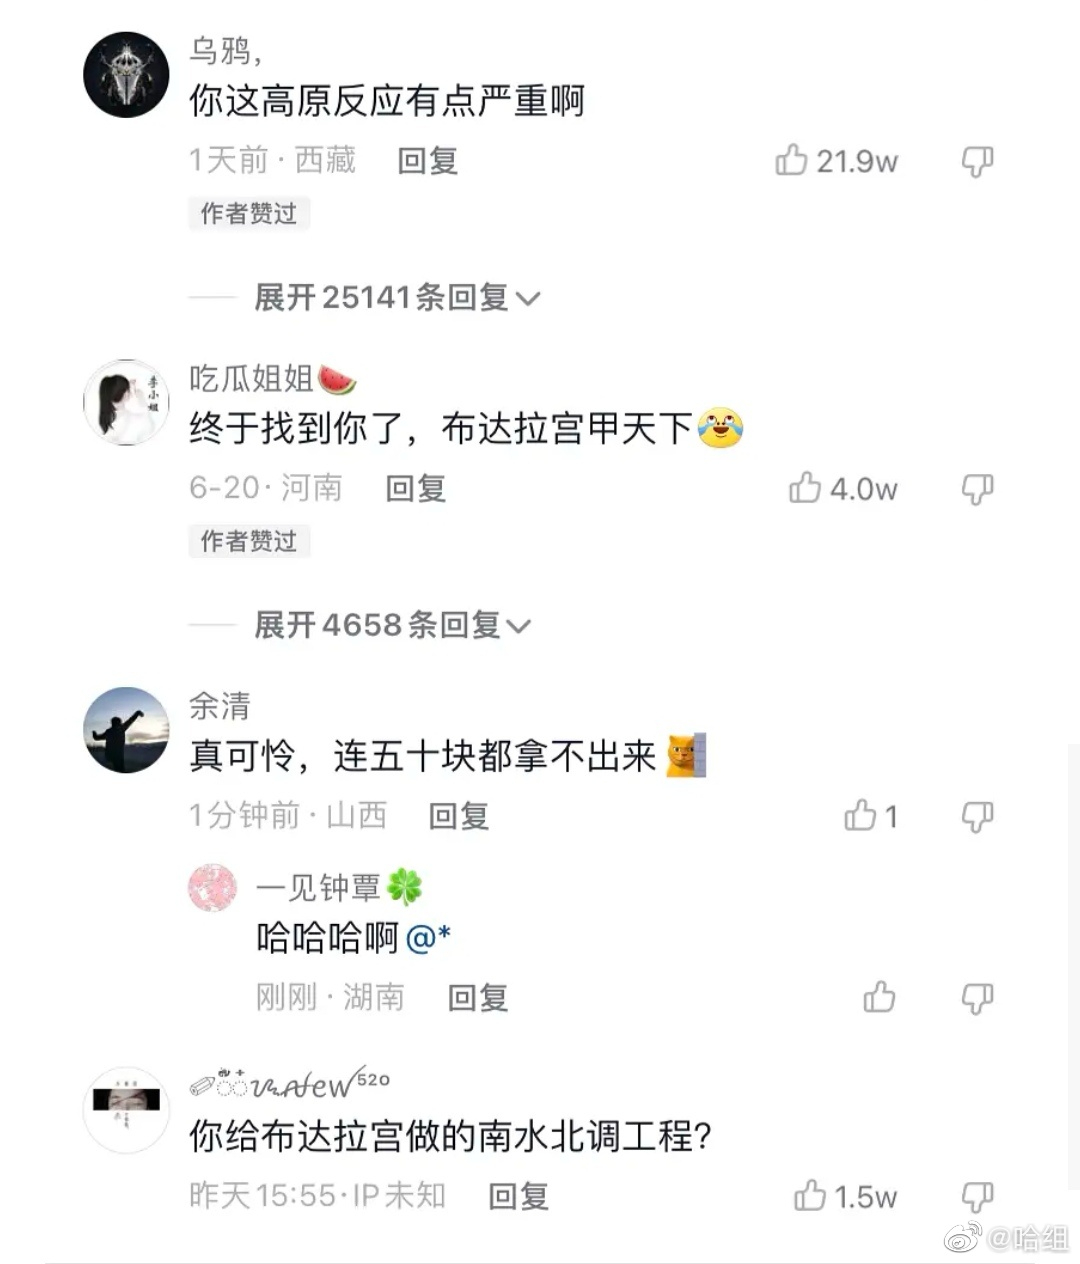 乌鸦,
你这高原反应有点严重啊
1天前 · 西藏 回复 21.9w
作者赞过
展开25141条回复
李小姐
吃瓜姐姐🍉
终于找到你了，布达拉宫甲天下
6-20 · 河南 回复 4.0w
作者赞过
展开4658条回复
余清
真可怜，连五十块都拿不出来
1分钟前 · 山西 回复 1
一见钟覃🍀
哈哈哈啊@*
刚刚 · 湖南 回复
520
你给布达拉宫做的南水北调工程？
昨天15:55 · IP未知 回复 1.5w
@哈组